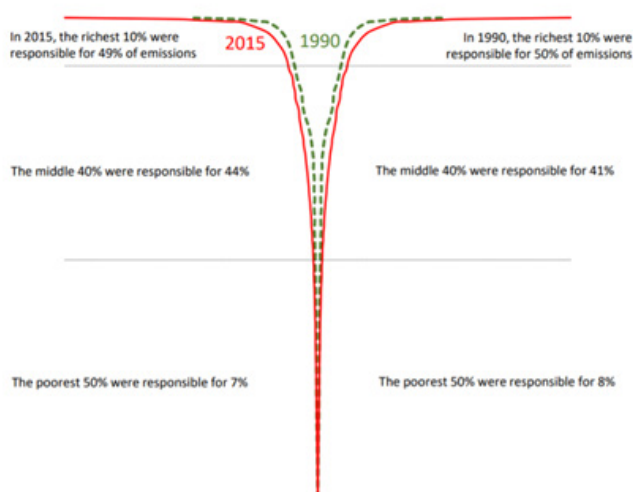 In 2015, the richest 10% were
responsible for 49% of emissions
2015
1990
In 1990, the richest 10% were
responsible for 50% of emissions
The middle 40% were responsible for 44%
The middle 40% were responsible for 41%
The poorest 50% were responsible for 7%
The poorest 50% were responsible for 8%